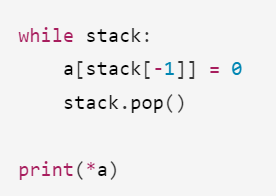 while stack:
    a[stack[-1]] = 0
    stack.pop()

print(*a)